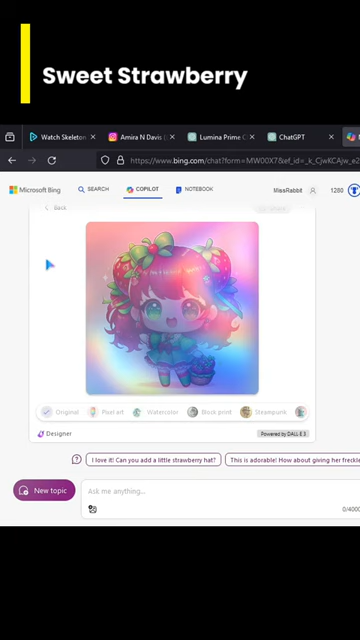 Sweet Strawberry
Watch Skeleton
Amira N Davis (
Lumina Prime C
ChatGPT
https://www.bing.com/chat?form=MW00X7&ef_id=_k_CjwKCAjw_e2
Microsoft Bing
SEARCH
COPILOT
NOTEBOOK
MissRabbit
1280
Back
Original
Pixel art
Watercolor
Block print
Steampunk
Designer
Powered by DALL·E 3
I love it! Can you add a little strawberry hat?
This is adorable! How about giving her freckle
New topic
Ask me anything...
0/4000